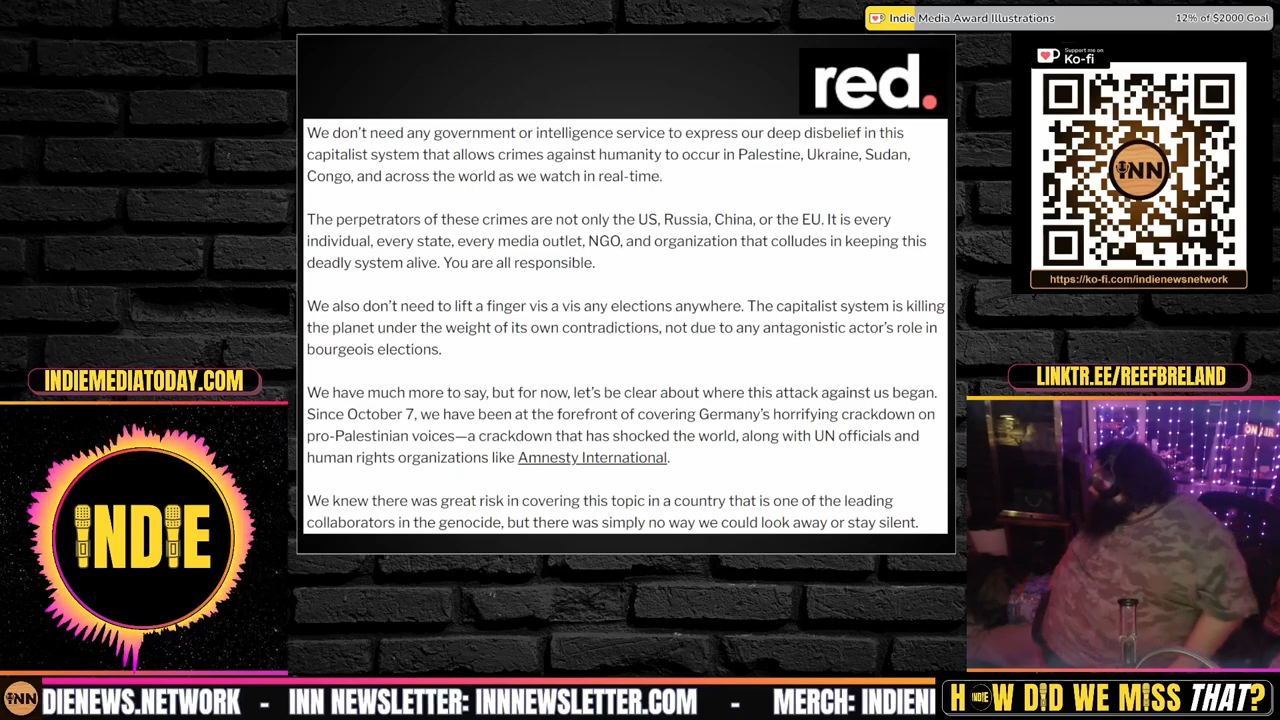 Indie Media Award Illustrations
12% of $2000 Goal
red.
We don't need any government or intelligence service to express our deep disbelief in this
capitalist system that allows crimes against humanity to occur in Palestine, Ukraine, Sudan,
Congo, and across the world as we watch in real-time.
The perpetrators of these crimes are not only the US, Russia, China, or the EU. It is every
individual, every state, every media outlet, NGO, and organization that colludes in keeping this
deadly system alive. You are all responsible.
We also don't need to lift a finger vis a vis any elections anywhere. The capitalist system is killing
the planet under the weight of its own contradictions, not due to any antagonistic actor's role in
bourgeois elections.
We have much more to say, but for now, let's be clear about where this attack against us began.
Since October 7, we have been at the forefront of covering Germany's horrifying crackdown on
pro-Palestinian voices—a crackdown that has shocked the world, along with UN officials and
human rights organizations like Amnesty International.
We knew there was great risk in covering this topic in a country that is one of the leading
collaborators in the genocide, but there was simply no way we could look away or stay silent.
Support me on
Ko-fi
INN
https://ko-fi.com/indienewsnetwork
INDIEMEDIATODAY.COM
LINKTR.EE/REEFBRELAND
INDIE
ON AIR
INN
DIENEWS.NETWORK - INN NEWSLETTER: INNNEWSLETTER.COM - MERCH: INDIENI
HOW DID WE MISS THAT?